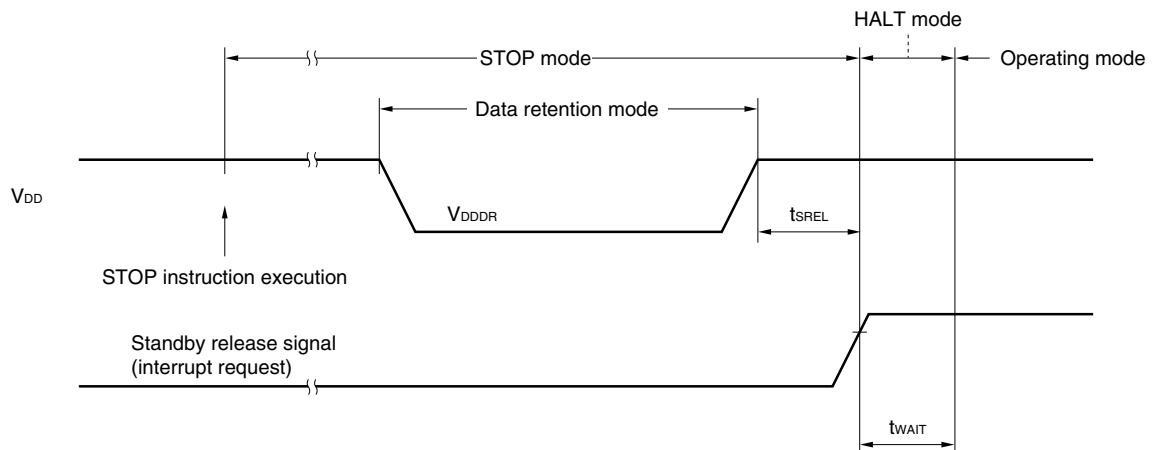 HALT mode
STOP mode
Operating mode
Data retention mode
VDD
VDDDR
tSREL
STOP instruction execution
Standby release signal
(interrupt request)
tWAIT